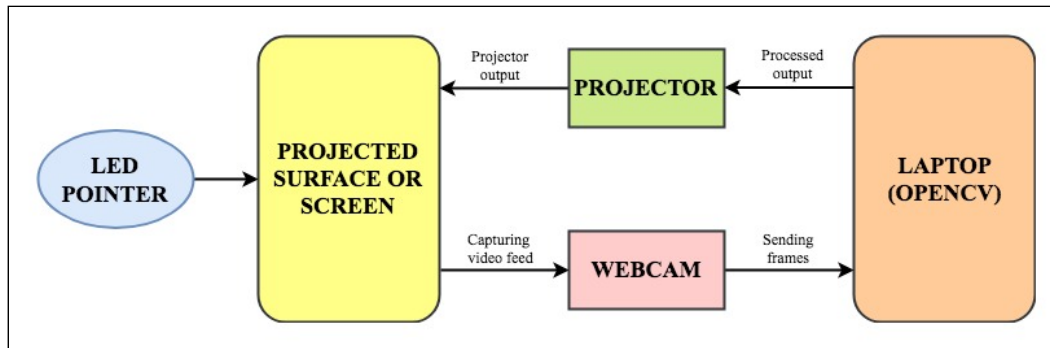 LED
POINTER
PROJECTED
SURFACE OR
SCREEN
Projector
output
PROJECTOR
Processed
output
Capturing
video feed
WEBCAM
Sending
frames
LAPTOP
(OPENCV)